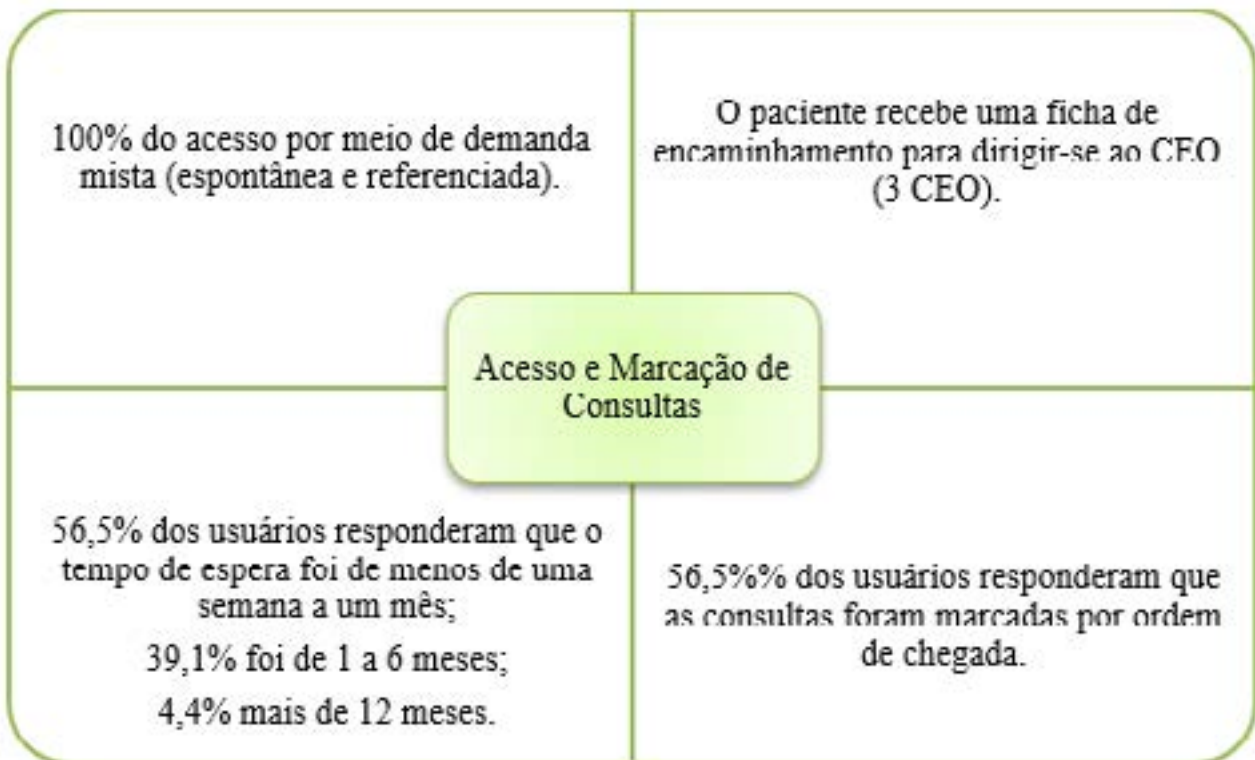 100% do acesso por meio de demanda
mista (espontânea e referenciada).
O paciente recebe uma ficha de
encaminhamento para dirigir-se ao CEO
(3 CEO).
Acesso e Marcação de
Consultas
56,5% dos usuários responderam que o
tempo de espera foi de menos de uma
semana a um mês;
39,1% foi de 1 a 6 meses;
4,4% mais de 12 meses.
56,5%% dos usuários responderam que
as consultas foram marcadas por ordem
de chegada.